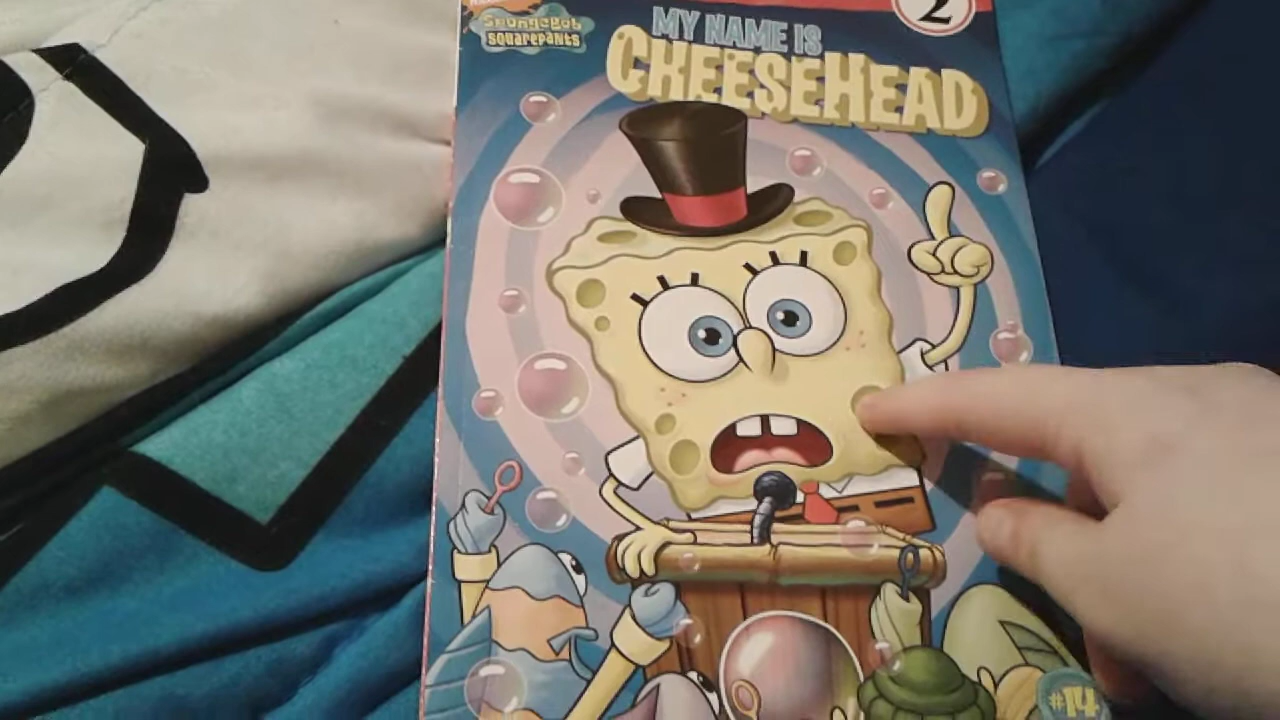 SPONGEBOB
SQUAREPANTS
2
MY NAME IS
CHEESEHEAD
#14